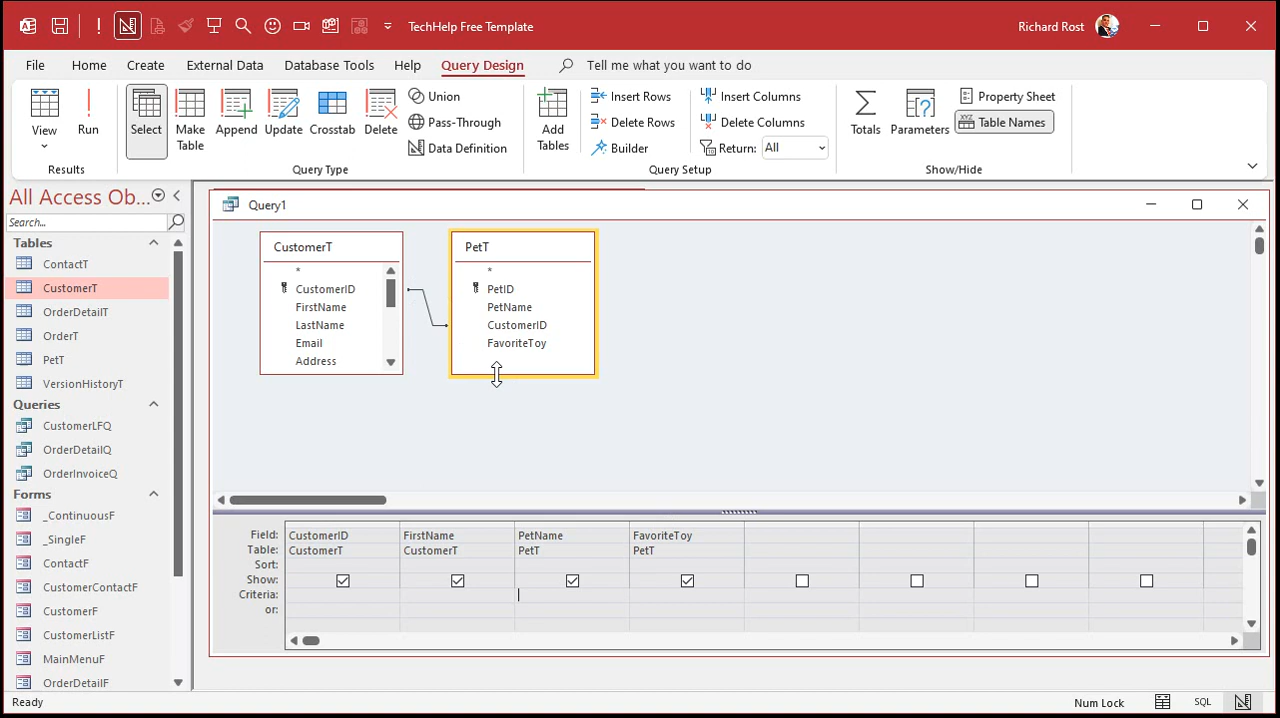 TechHelp Free Template
Richard Rost
File Home Create External Data Database Tools Help Query Design Tell me what you want to do
View
Run
Results
Select
Make Table
Append
Update
Crosstab
Delete
Union
Pass-Through
Data Definition
Query Type
Add Tables
Insert Rows
Delete Rows
Builder
Insert Columns
Delete Columns
Return: All
Query Setup
Totals
Parameters
Property Sheet
XYZ Table Names
Show/Hide
All Access Ob...
Search...
Tables
ContactT
CustomerT
OrderDetailT
OrderT
PetT
VersionHistoryT
Queries
CustomerLFQ
OrderDetailQ
OrderInvoiceQ
Forms
_ContinuousF
_SingleF
ContactF
CustomerContactF
CustomerF
CustomerListF
MainMenuF
OrderDetailF
Query1
CustomerT
*
CustomerID
FirstName
LastName
Email
Address
PetT
*
PetID
PetName
CustomerID
FavoriteToy
Field: CustomerID FirstName PetName FavoriteToy
Table: CustomerT CustomerT PetT PetT
Sort:
Show:
Criteria:
or:
Ready
Num Lock
SQL